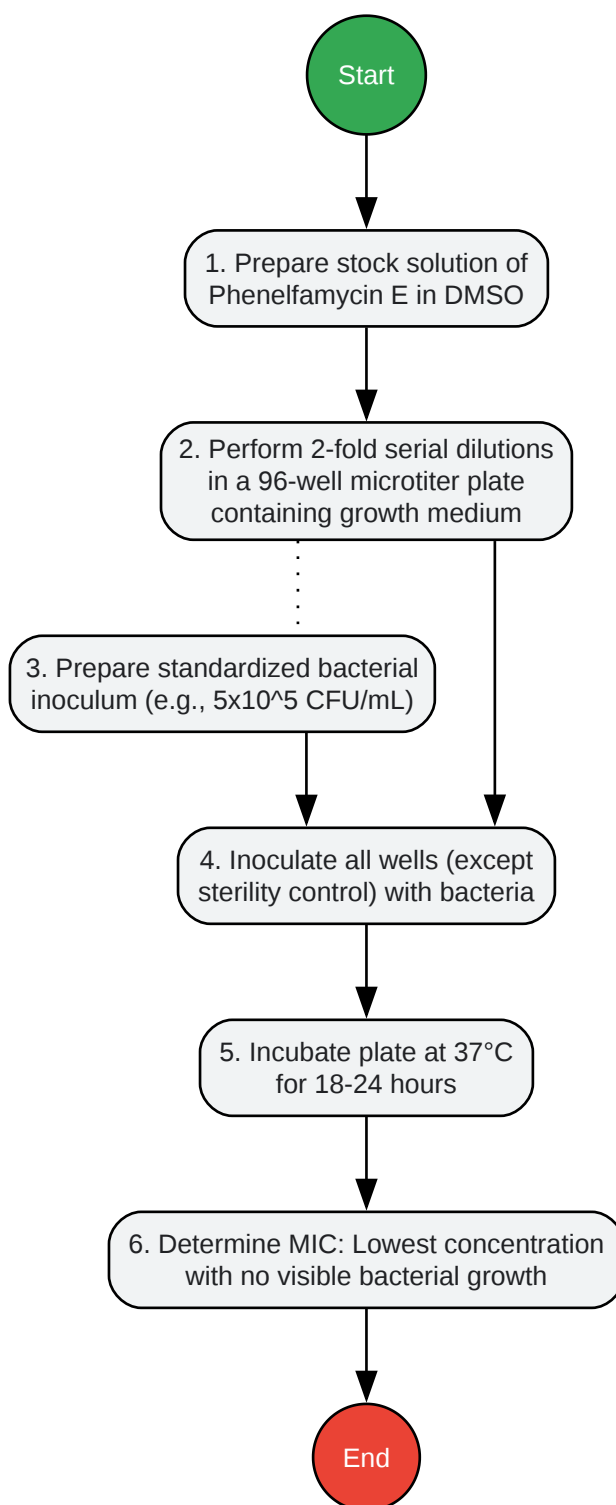 Start
1. Prepare stock solution of
Phenelfamycin E in DMSO
2. Perform 2-fold serial dilutions
in a 96-well microtiter plate
containing growth medium
3. Prepare standardized bacterial
inoculum (e.g., 5x10^5 CFU/mL)
4. Inoculate all wells (except
sterility control) with bacteria
5. Incubate plate at 37°C
for 18-24 hours
6. Determine MIC: Lowest concentration
with no visible bacterial growth
End